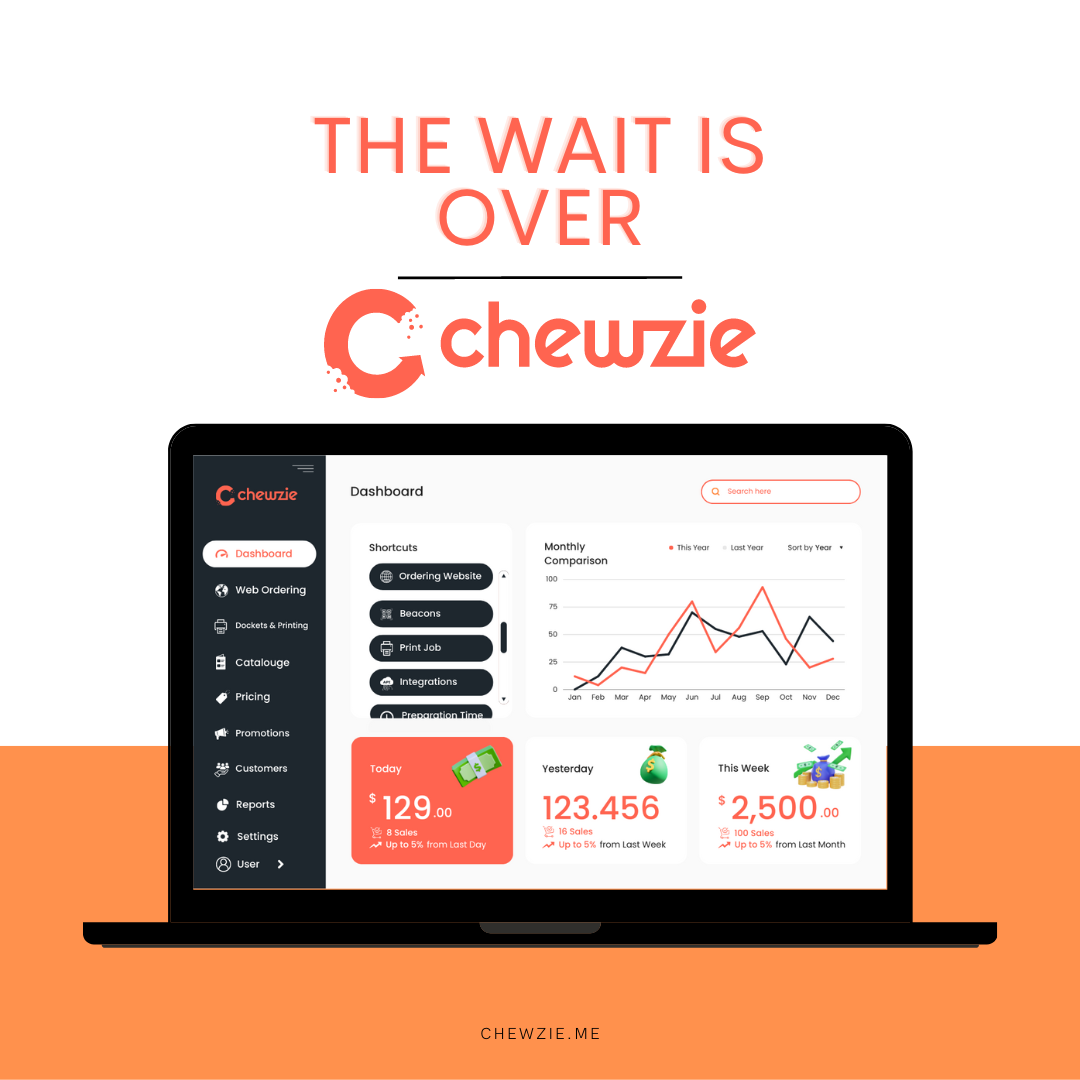 THE WAIT IS
OVER
chewzie
chewzie
Dashboard
Web Ordering
Dockets & Printing
Catalouge
Pricing
Promotions
Customers
Reports
Settings
User
Dashboard
Search here
Shortcuts
Ordering Website
Beacons
Print Job
API
Integrations
Preparation Time
Monthly
Comparison
This Year
Last Year
Sort by Year
100
75
50
25
0
Jan Feb Mar Apr May Jun Jul Aug Sep Oct Nov Dec
Today
$ 129.00
8 Sales
Up to 5% from Last Day
Yesterday
$
123.456
16 Sales
Up to 5% from Last Week
This Week
$
$ 2,500.00
100 Sales
Up to 5% from Last Month
CHEWZIE.ME